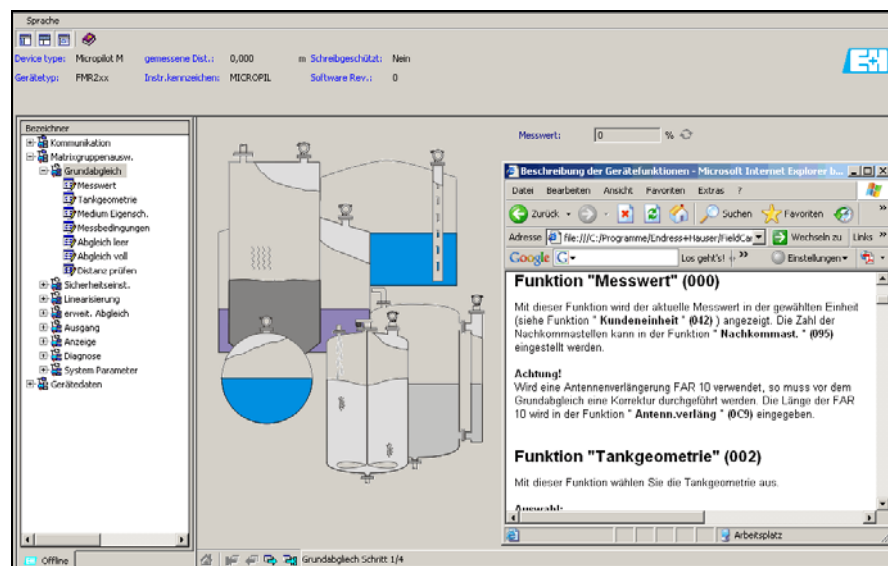 Sprache
Device type: Micropilot M gemessene Dist.: 0,000 m Schreibgeschützt: Nein
Gerätetyp: FMR2xx Instr.kennzeichen: MICROPIL Software Rev.: 0
E+H
Bezeichner
Kommunikation
Matrixgruppenausw.
Grundabgleich
Messwert
Tankgeometrie
Medium Eigensch.
Messbedingungen
Abgleich leer
Abgleich voll
Distanz prüfen
Sicherheitseinst.
Linearisierung
erweit. Abgleich
Ausgang
Anzeige
Diagnose
System Parameter
Gerätedaten
Offline
Messwert: 0 %
Beschreibung der Gerätefunktionen - Microsoft Internet Explorer b...
Datei Bearbeiten Ansicht Favoriten Extras ?
Zurück Suchen Favoriten
Adresse file:///C:/Programme/Endress+Hauser/FieldCar Wechseln zu Links
Google Los geht's! Einstellungen
Funktion "Messwert" (000)
Mit dieser Funktion wird der aktuelle Messwert in der gewählten Einheit
(siehe Funktion " Kundeneinheit " (042) ) angezeigt. Die Zahl der
Nachkommastellen kann in der Funktion " Nachkommast. " (095)
eingestellt werden.
Achtung!
Wird eine Antennenverlängerung FAR 10 verwendet, so muss vor dem
Grundabgleich eine Korrektur durchgeführt werden. Die Länge der FAR
10 wird in der Funktion " Antenn.verläng " (0C9) eingegeben.
Funktion "Tankgeometrie" (002)
Mit dieser Funktion wählen Sie die Tankgeometrie aus.
Auswahl:
Arbeitsplatz
Grundabgleich Schritt 1/4